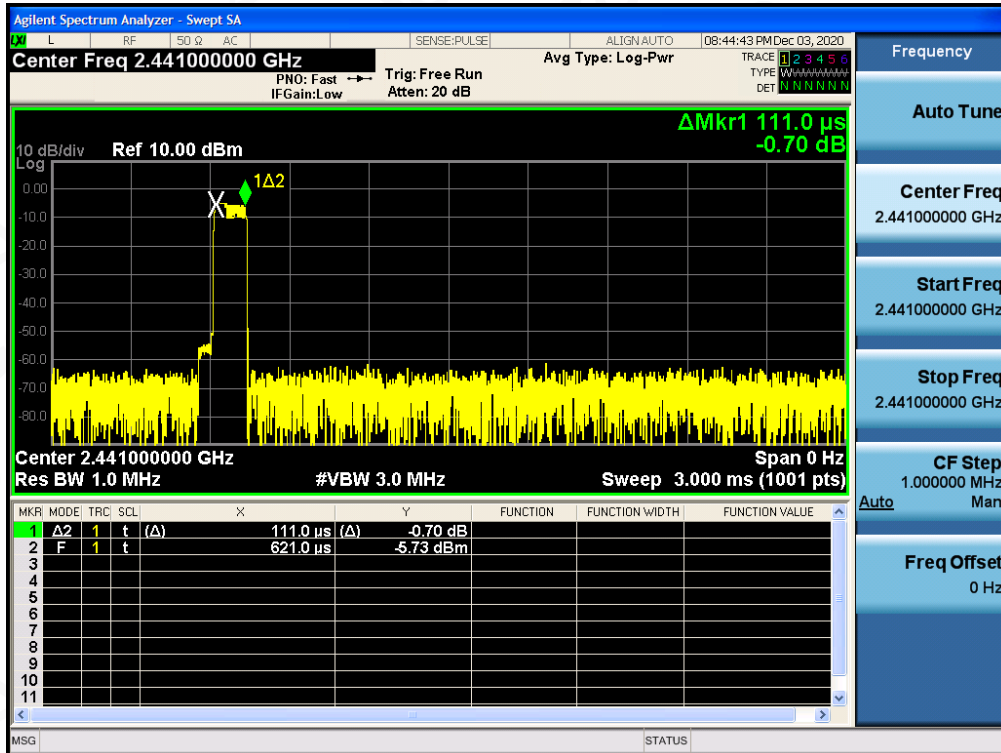 Agilent Spectrum Analyzer - Swept SA
LXI L RF 50 Ω AC SENSE:PULSE ALIGN AUTO 08:44:43 PM Dec 03, 2020
Center Freq 2.441000000 GHz
PNO: Fast
IFGain:Low
Trig: Free Run
Atten: 20 dB
Avg Type: Log-Pwr
TRACE 1 2 3 4 5 6
TYPE W
DET N N N N N N
ΔMkr1 111.0 µs
-0.70 dB
10 dB/div Ref 10.00 dBm
Log
1Δ2
0.00
-10.0
-20.0
-30.0
-40.0
-50.0
-60.0
-70.0
-80.0
X
Center 2.441000000 GHz Span 0 Hz
Res BW 1.0 MHz #VBW 3.0 MHz Sweep 3.000 ms (1001 pts)
MKR MODE TRC SCL X Y FUNCTION FUNCTION WIDTH FUNCTION VALUE
1 Δ2 1 t (Δ) 111.0 µs (Δ) -0.70 dB
2 F 1 t 621.0 µs -5.73 dBm
3
4
5
6
7
8
9
10
11
MSG STATUS
Frequency
Auto Tune
Center Freq
2.441000000 GHz
Start Freq
2.441000000 GHz
Stop Freq
2.441000000 GHz
CF Step
1.000000 MHz
Auto Man
Freq Offset
0 Hz